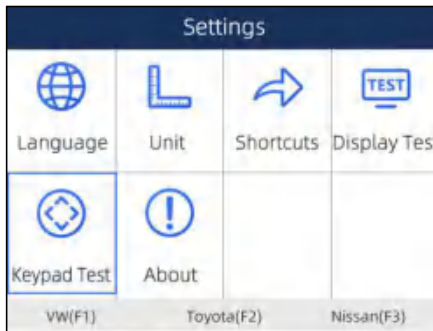 Settings
TEST
Language Unit Shortcuts Display Tes
Keypad Test About
VW(F1) Toyota(F2) Nissan(F3)